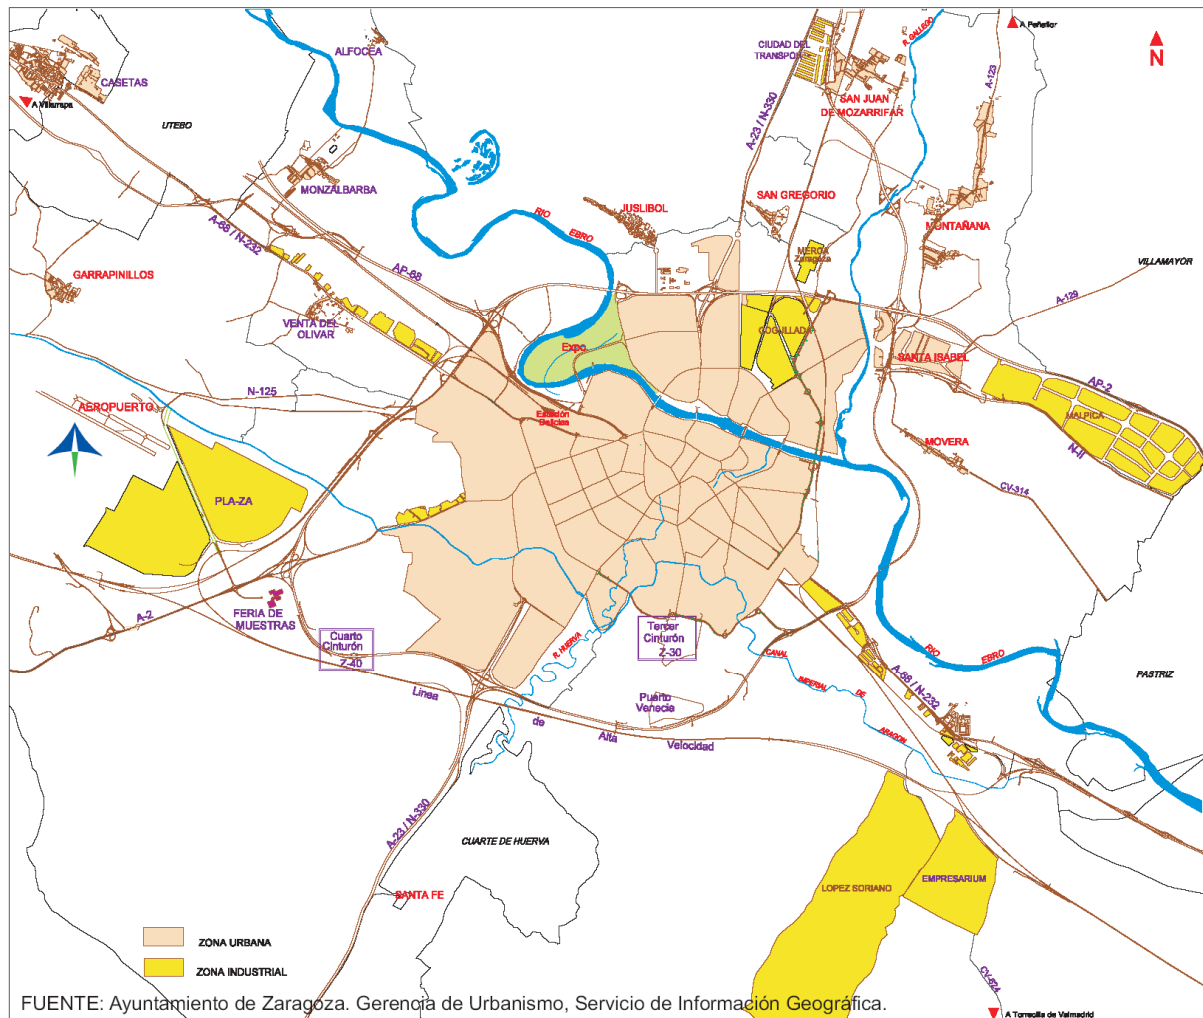 A Peñaflor
R. GALLEGO
CIUDAD DEL
TRANSPOR
ALFOCEA
N
A-123
CASETAS
A Villarrapa
SAN JUAN
DE MOZARRIFAR
A-23 / N-330
UTEBO
MONZALBARBA
SAN GREGORIO
JUSLIBOL
RIO
EBRO
MONTAÑANA
A-68 / N-232
MERCA
Zaragoza
VILLAMAYOR
AP-68
GARRAPINILLOS
A-129
VENTA DEL
OLIVAR
COGULLADA
Expo.
SANTA ISABEL
AP-2
N-125
AEROPUERTO
Estación
Delicias
MALPICA
MOVERA
N-II
CV-314
PLA-ZA
A-2
FERIA DE
MUESTRAS
Cuarto
Cinturón
Z-40
R. HUERVA
Tercer
Cinturón
Z-30
CANAL
IMPERIAL
DE
ARAGON
RIO
EBRO
A-68 / N-232
PASTRIZ
Linea
de
Alta
Velocidad
Puerto
Venecia
A-23 / N-330
CUARTE DE HUERVA
SANTA FE
LOPEZ SORIANO
EMPRESARIUM
ZONA URBANA
ZONA INDUSTRIAL
CV-624
FUENTE: Ayuntamiento de Zaragoza. Gerencia de Urbanismo, Servicio de Información Geográfica.
A Torrecilla de Valmadrid